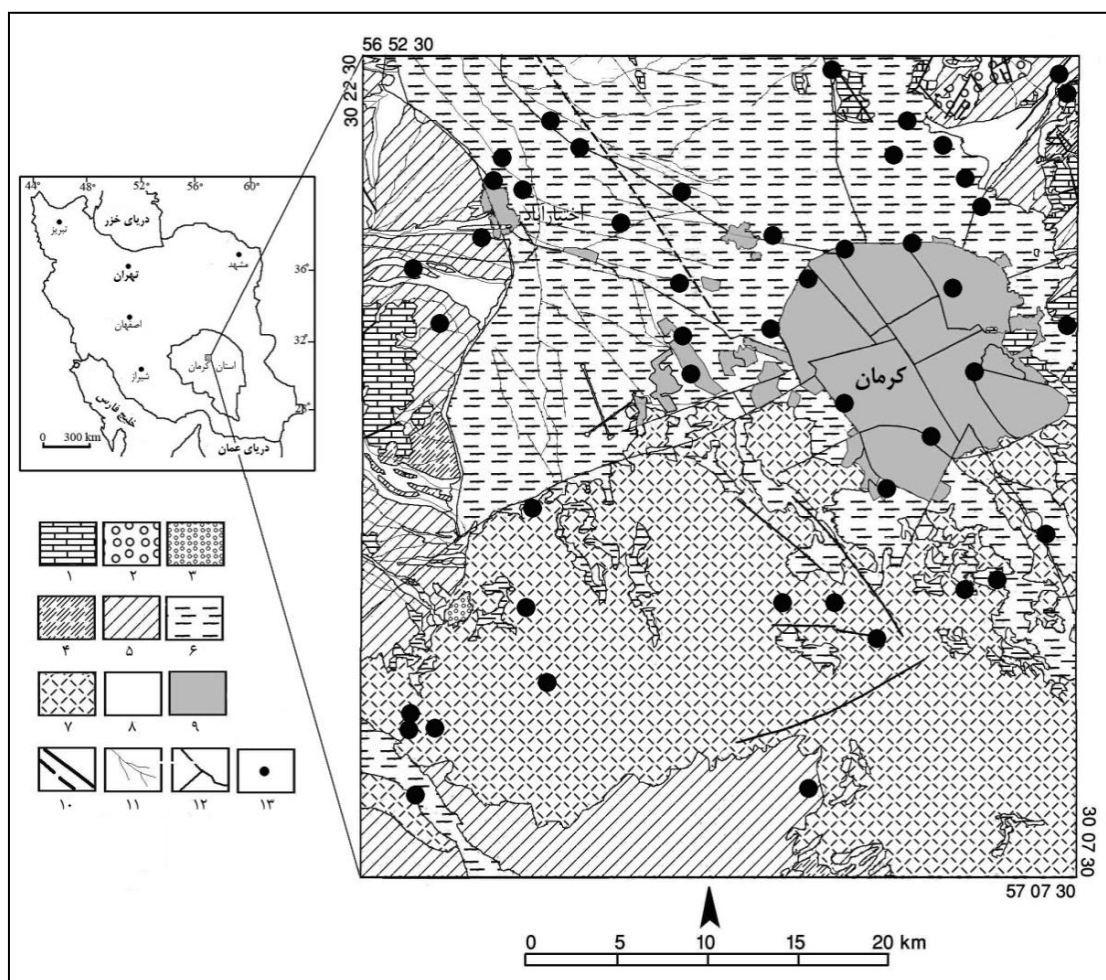 56 52 30
30 22 30
44° 48° 52° 56° 60°
دریای خزر
تبریز
مشهد
تهران
36°
اصفهان
32°
استان کرمان
شیراز
28°
خلیج فارس
0 300 km
دریای عمان
اختیارآباد
کرمان
۱ ۲ ۳
۴ ۵ ۶
۷ ۸ ۹
۱۰ ۱۱ ۱۲ ۱۳
30 07 30
57 07 30
0 5 10 15 20 km